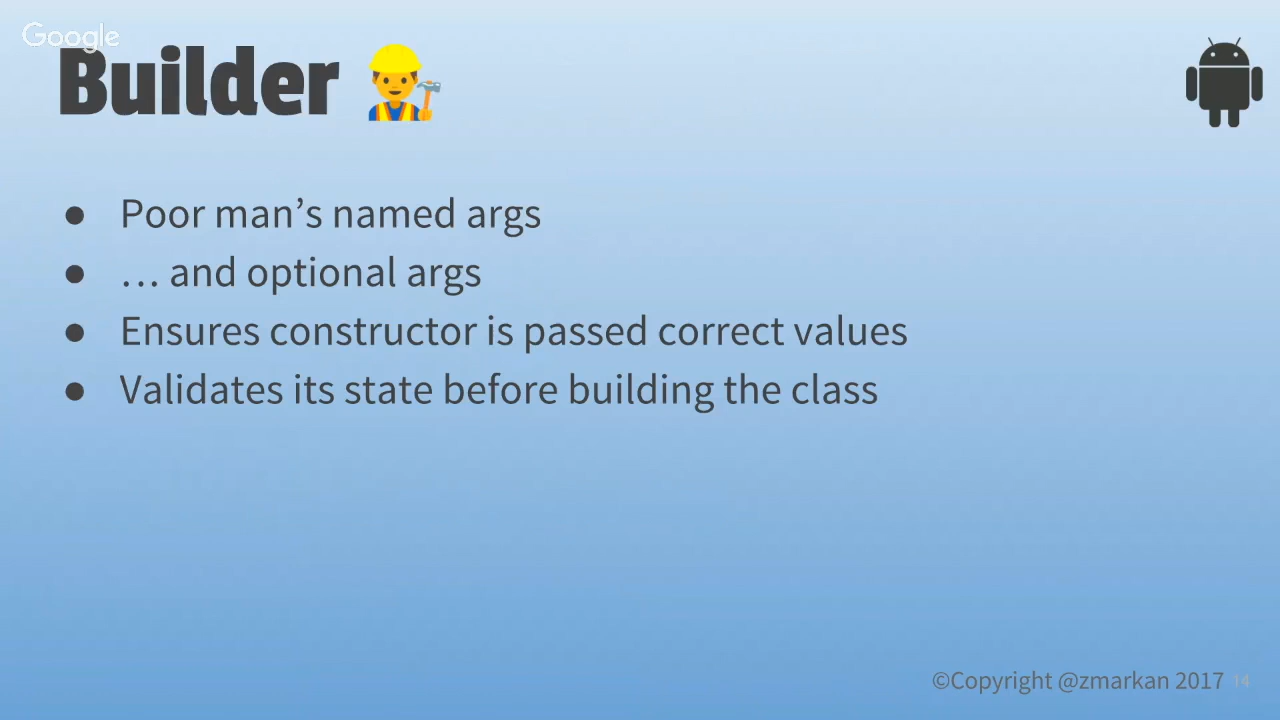 Google
Builder
● Poor man’s named args
● … and optional args
● Ensures constructor is passed correct values
● Validates its state before building the class
©Copyright @zmarkan 2017 14